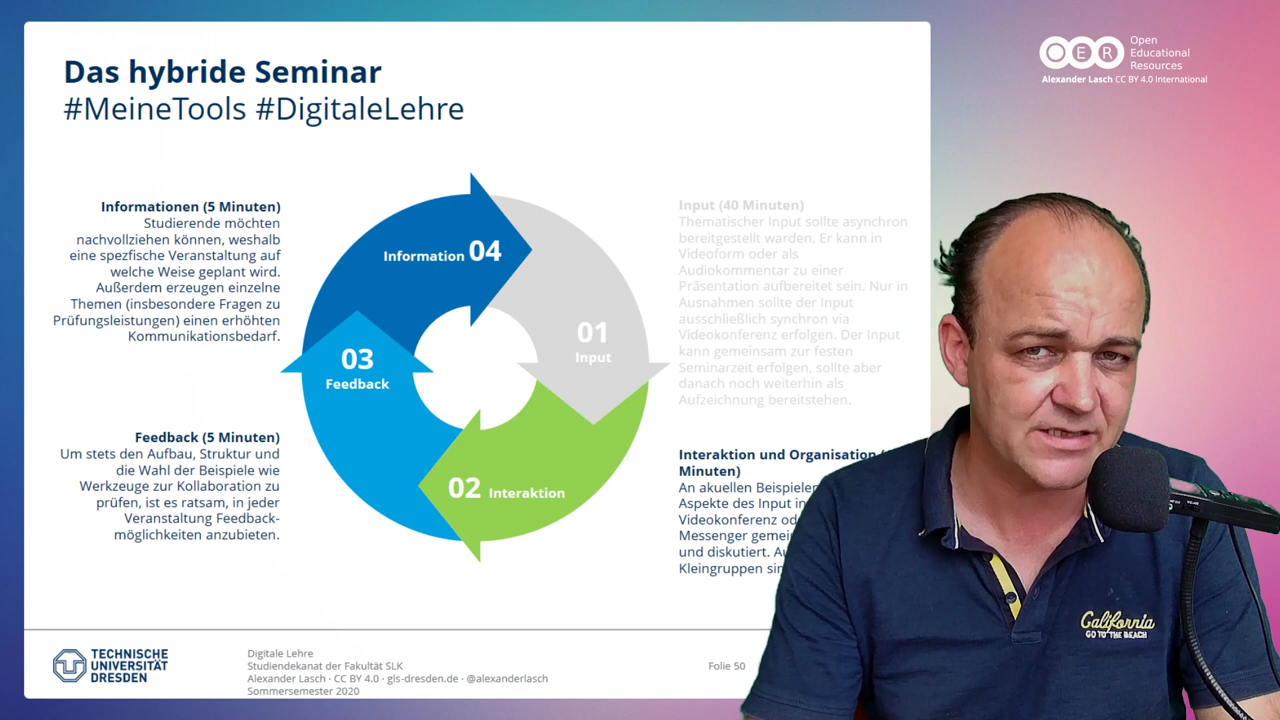 Das hybride Seminar
#MeineTools #DigitaleLehre
OER
Open
Educational
Resources
Alexander Lasch CC BY 4.0 International
Informationen (5 Minuten)
Studierende möchten
nachvollziehen können, weshalb
eine spezfische Veranstaltung auf
welche Weise geplant wird.
Außerdem erzeugen einzelne
Themen (insbesondere Fragen zu
Prüfungsleistungen) einen erhöhten
Kommunikationsbedarf.
Feedback (5 Minuten)
Um stets den Aufbau, Struktur und
die Wahl der Beispiele wie
Werkzeuge zur Kollaboration zu
prüfen, ist es ratsam, in jeder
Veranstaltung Feedback-
möglichkeiten anzubieten.
Information 04
01
Input
03
Feedback
02 Interaktion
Input (40 Minuten)
Thematischer Input sollte asynchron
bereitgestellt warden. Er kann in
Videoform oder als
Audiokommentar zu einer
Präsentation aufbereitet sein. Nur in
Ausnahmen sollte der Input
ausschließlich synchron via
Videokonferenz erfolgen. Der Input
kann gemeinsam zur festen
Seminarzeit erfolgen, sollte aber
danach noch weiterhin als
Aufzeichnung bereitstehen.
Interaktion und Organisation
Minuten)
An akuellen Beispielen
Aspekte des Input in
Videokonferenz
Messenger
und diskutiert.
Kleingruppen
California
GO TO THE BEACH
TECHNISCHE
UNIVERSITÄT
DRESDEN
Digitale Lehre
Studiendekanat der Fakultät SLK
Alexander Lasch · CC BY 4.0 · gls-dresden.de · @alexanderlasch
Sommersemester 2020
Folie 50